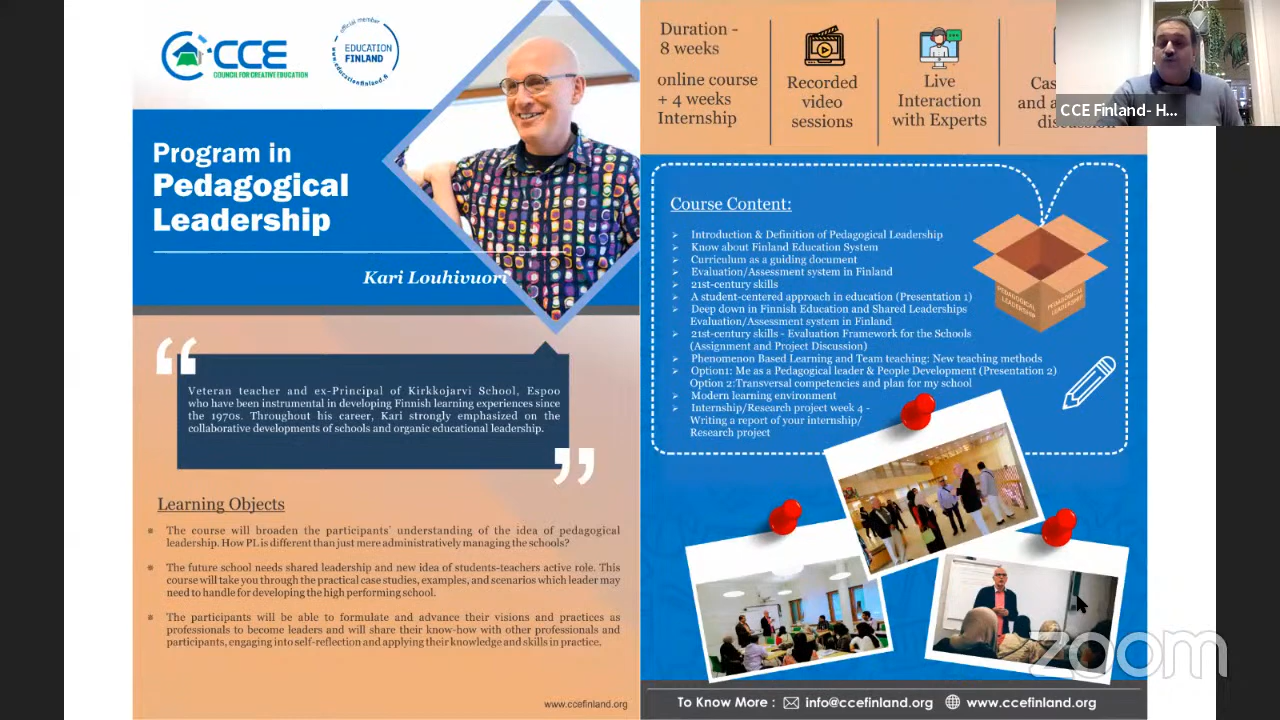 CCE
COUNCIL FOR CREATIVE EDUCATION
official member
EDUCATION
FINLAND
www.educationfinland.fi
Program in
Pedagogical
Leadership
Kari Louhivuori
“
Veteran teacher and ex-Principal of Kirkkojarvi School, Espoo
who have been instrumental in developing Finnish learning experiences since
the 1970s. Throughout his career, Kari strongly emphasized on the
collaborative developments of schools and organic educational leadership.
”
Learning Objects
▪ The course will broaden the participants' understanding of the idea of pedagogical
leadership. How PL is different than just mere administratively managing the schools?
▪ The future school needs shared leadership and new idea of students-teachers active role. This
course will take you through the practical case studies, examples, and scenarios which leader may
need to handle for developing the high performing school.
▪ The participants will be able to formulate and advance their visions and practices as
professionals to become leaders and will share their know-how with other professionals and
participants, engaging into self-reflection and applying their knowledge and skills in practice.
www.ccefinland.org
Duration -
8 weeks
online course
+ 4 weeks
Internship
Recorded
video
sessions
Live
Interaction
with Experts
Cas
and a
discussion
CCE Finland- H...
Course Content:
➢ Introduction & Definition of Pedagogical Leadership
➢ Know about Finland Education System
➢ Curriculum as a guiding document
➢ Evaluation/Assessment system in Finland
➢ 21st-century skills
➢ A student-centered approach in education (Presentation 1)
➢ Deep down in Finnish Education and Shared Leaderships
Evaluation/Assessment system in Finland
➢ 21st-century skills - Evaluation Framework for the Schools
(Assignment and Project Discussion)
➢ Phenomenon Based Learning and Team teaching: New teaching methods
➢ Option1: Me as a Pedagogical leader & People Development (Presentation 2)
Option 2:Transversal competencies and plan for my school
➢ Modern learning environment
➢ Internship/Research project week 4 -
Writing a report of your internship/
Research project
PEDAGOGICAL
LEADERSHIP
PEDAGOGICAL
LEADERSHIP
zoom
To Know More : info@ccefinland.org www.ccefinland.org